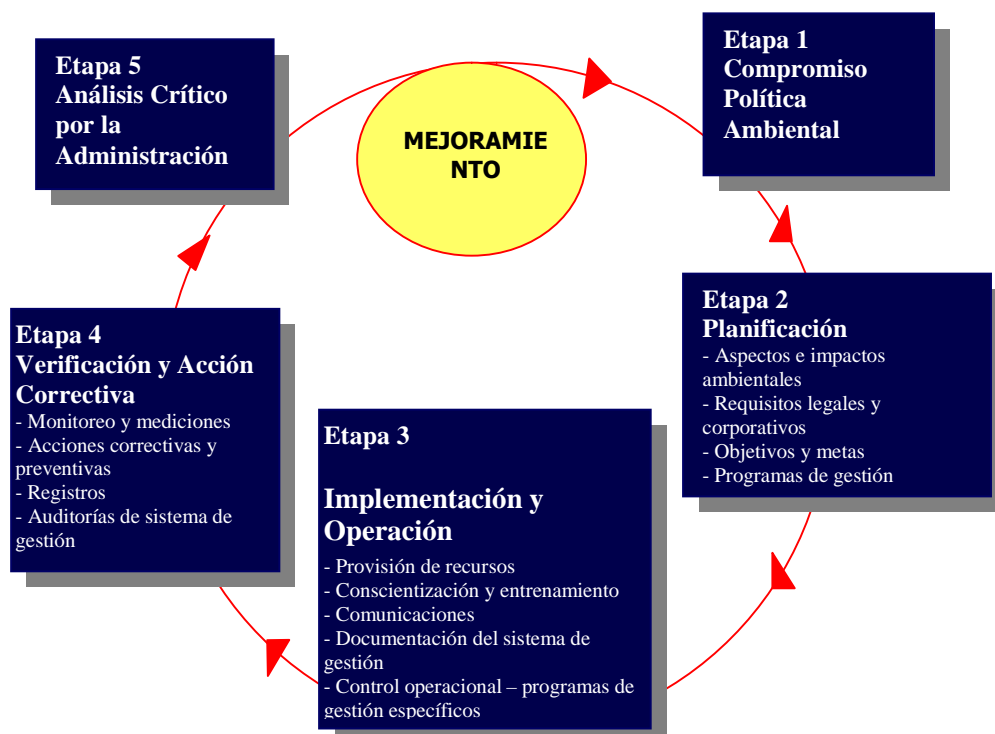 MEJORAMIE
NTO
Etapa 1
Compromiso
Política
Ambiental
Etapa 2
Planificación
- Aspectos e impactos
ambientales
- Requisitos legales y
corporativos
- Objetivos y metas
- Programas de gestión
Etapa 3
Implementación y
Operación
- Provisión de recursos
- Conscientización y entrenamiento
- Comunicaciones
- Documentación del sistema de
gestión
- Control operacional – programas de
gestión específicos
Etapa 4
Verificación y Acción
Correctiva
- Monitoreo y mediciones
- Acciones correctivas y
preventivas
- Registros
- Auditorías de sistema de
gestión
Etapa 5
Análisis Crítico
por la
Administración